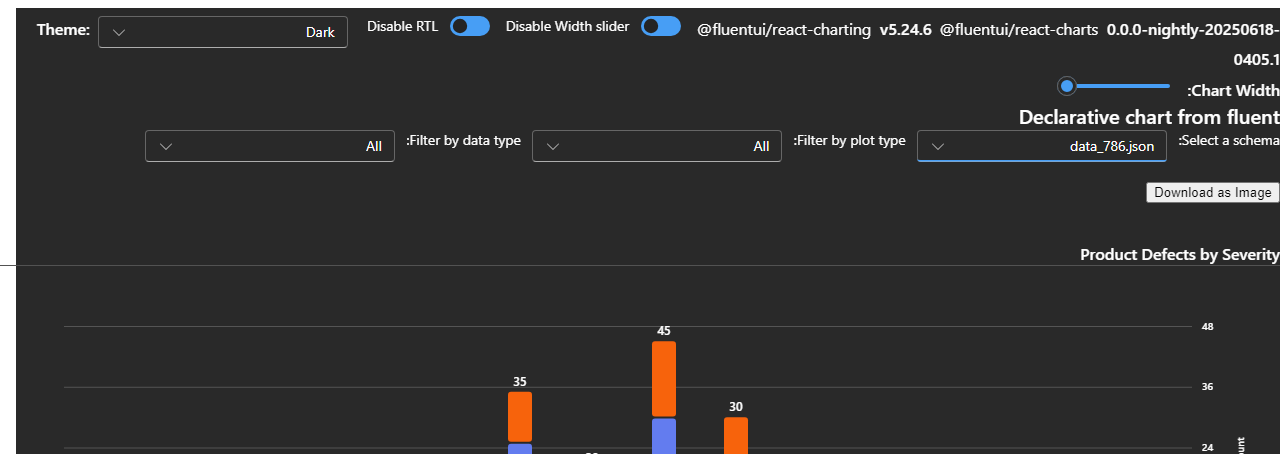 Theme: Dark Disable RTL Disable Width slider @fluentui/react-charting v5.24.6 @fluentui/react-charts 0.0.0-nightly-20250618-
0405.1
:Chart Width
Declarative chart from fluent
:Select a schema data_786.json :Filter by plot type All :Filter by data type All
Download as Image
Product Defects by Severity
48
45
36
35
30
24